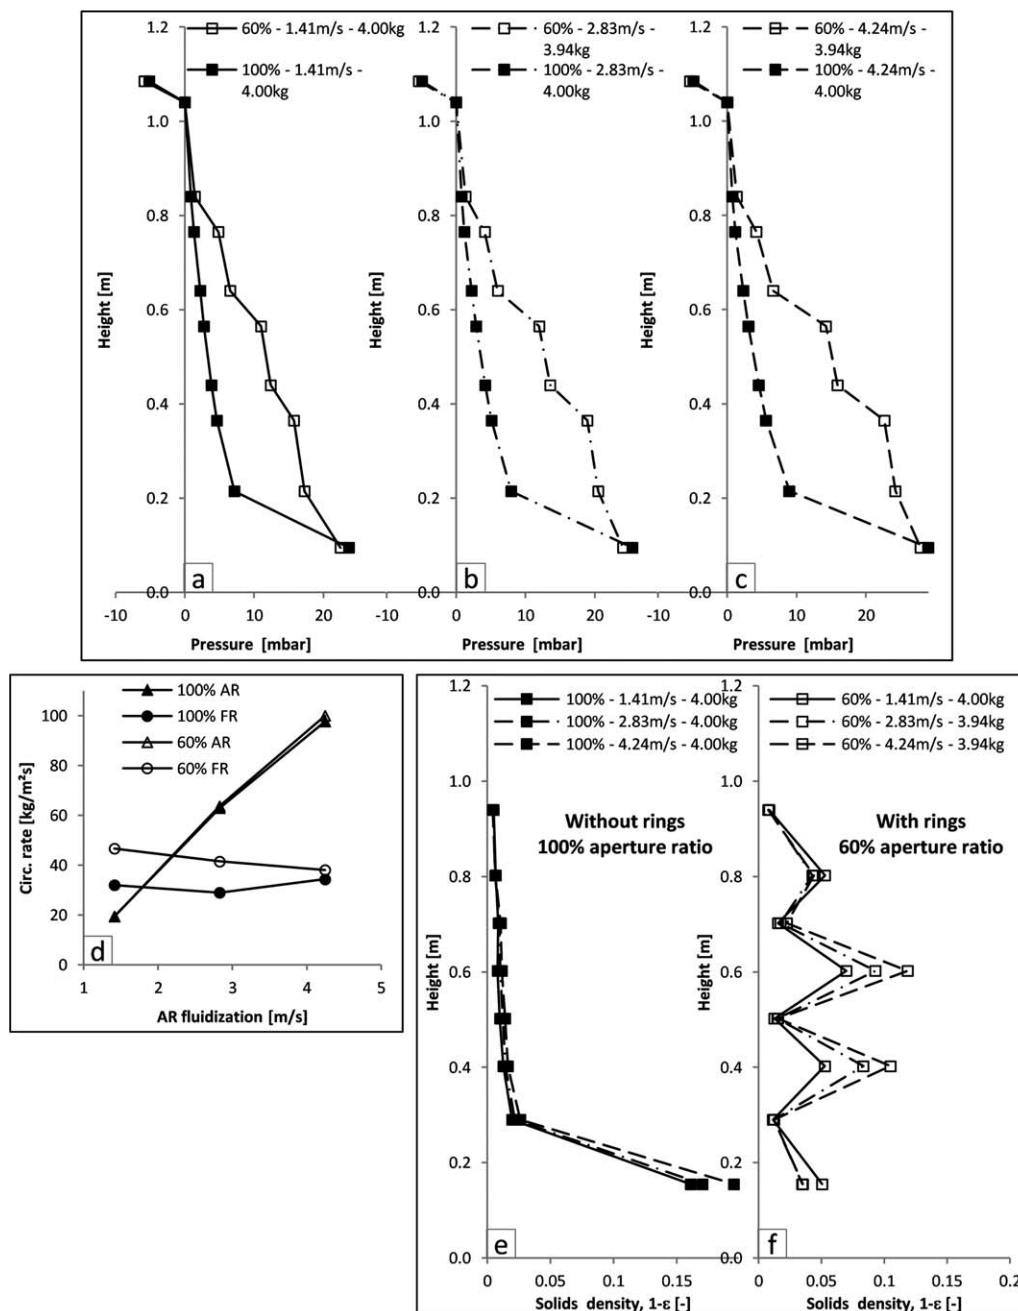 60% - 1.41m/s - 4.00kg
100% - 1.41m/s -
4.00kg
1.0
0.8
0.6
0.4
0.2
0.0
Height [m]
a
-10
0
10
20
Pressure [mbar]
60% - 2.83m/s -
3.94kg
100% - 2.83m/s -
4.00kg
1.0
0.8
0.6
0.4
0.2
0.0
Height [m]
b
-10
0
10
20
Pressure [mbar]
60% - 4.24m/s -
3.94kg
100% - 4.24m/s -
4.00kg
1.0
0.8
0.6
0.4
0.2
0.0
Height [m]
c
-10
0
10
20
Pressure [mbar]
100% AR
100% FR
60% AR
60% FR
100
80
60
40
20
0
Circ. rate [kg/m²s]
d
1
2
3
4
5
AR fluidization [m/s]
1.2
1.0
0.8
0.6
0.4
0.2
0.0
Height [m]
100% - 1.41m/s - 4.00kg
100% - 2.83m/s - 4.00kg
100% - 4.24m/s - 4.00kg
Without rings
100% aperture ratio
e
0
0.05
0.1
0.15
Solids density, 1-ε [-]
1.2
1.0
0.8
0.6
0.4
0.2
0.0
Height [m]
60% - 1.41m/s - 4.00kg
60% - 2.83m/s - 3.94kg
60% - 4.24m/s - 3.94kg
With rings
60% aperture ratio
f
0
0.05
0.1
0.15
0.2
Solids density, 1-ε [-]